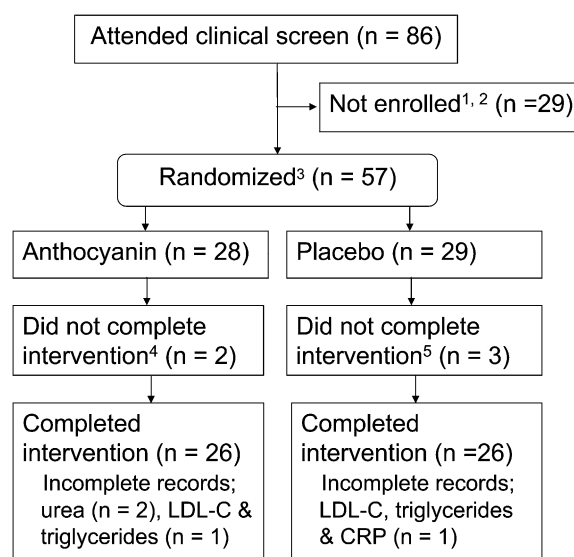 Attended clinical screen (n = 86)
Not enrolled¹, ² (n =29)
Randomized³ (n = 57)
Anthocyanin (n = 28)
Placebo (n = 29)
Did not complete
intervention⁴ (n = 2)
Did not complete
intervention⁵ (n = 3)
Completed
intervention (n = 26)
Incomplete records;
urea (n = 2), LDL-C &
triglycerides (n = 1)
Completed
intervention (n =26)
Incomplete records;
LDL-C, triglycerides
& CRP (n = 1)